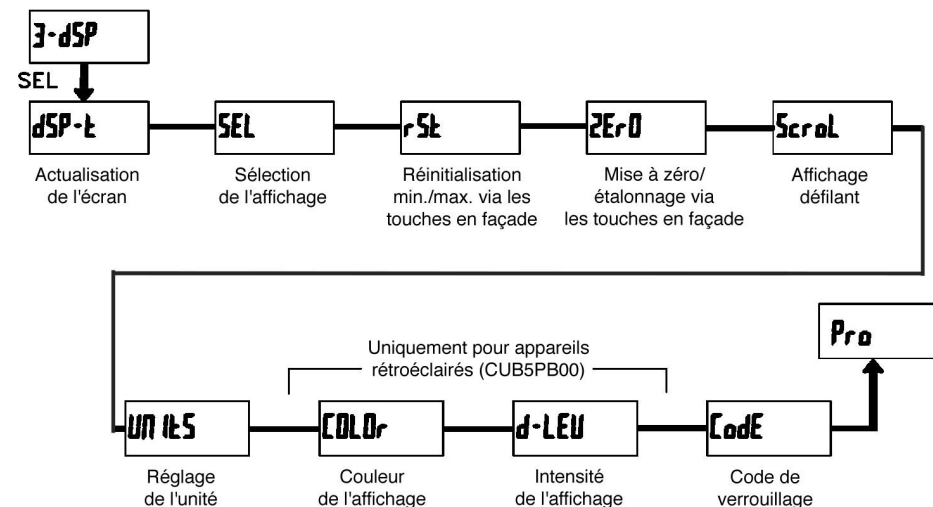 3-dSP
SEL
dSP-t
SEL
rSt
ZErO
ScroL
Actualisation
de l'écran
Sélection
de l'affichage
Réinitialisation
min./max. via les
touches en façade
Mise à zéro/
étalonnage via
les touches en façade
Affichage
défilant
Pro
Uniquement pour appareils
rétroéclairés (CUB5PB00)
UNItS
COLOr
d-LEV
CodE
Réglage
de l'unité
Couleur
de l'affichage
Intensité
de l'affichage
Code de
verrouillage